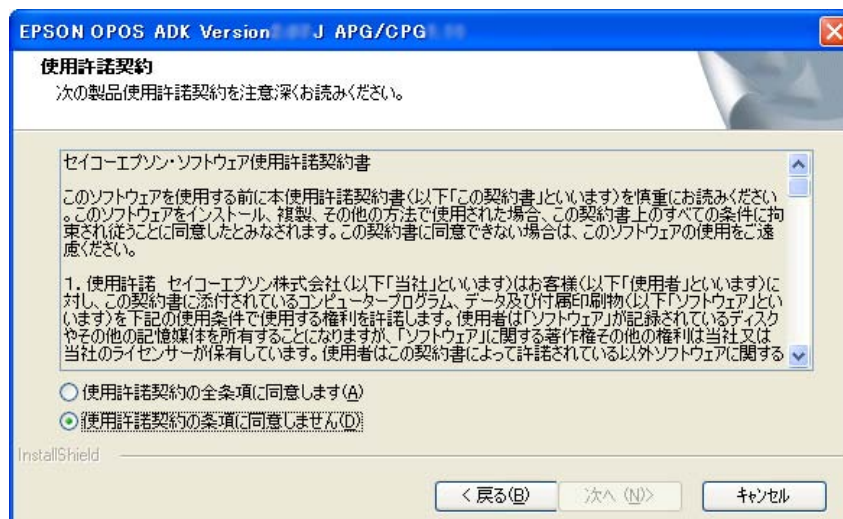 EPSON OPOS ADK Version J APG/CPG
使用許諾契約
次の製品使用許諾契約を注意深くお読みください。
セイコーエプソン・ソフトウェア使用許諾契約書
このソフトウェアを使用する前に本使用許諾契約書(以下「この契約書」といいます)を慎重にお読みください
。このソフトウェアをインストール、複製、その他の方法で使用された場合、この契約書上のすべての条件に拘
束され従うことに同意したとみなされます。この契約書に同意できない場合は、このソフトウェアの使用をご遠
慮ください。
1. 使用許諾 セイコーエプソン株式会社(以下「当社」といいます)はお客様(以下「使用者」といいます)に
対し、この契約書に添付されているコンピュータープログラム、データ及び付属印刷物(以下「ソフトウェア」とい
います)を下記の使用条件で使用する権利を許諾します。使用者は「ソフトウェア」が記録されているディスク
やその他の記憶媒体を所有することになりますが、「ソフトウェア」に関する著作権その他の権利は当社又は
当社のライセンサーが保有しています。使用者はこの契約書によって許諾されている以外ソフトウェアに関する
使用許諾契約の全条項に同意します(A)
使用許諾契約の条項に同意しません(D)
InstallShield
< 戻る(B)
次へ (N)>
キャンセル